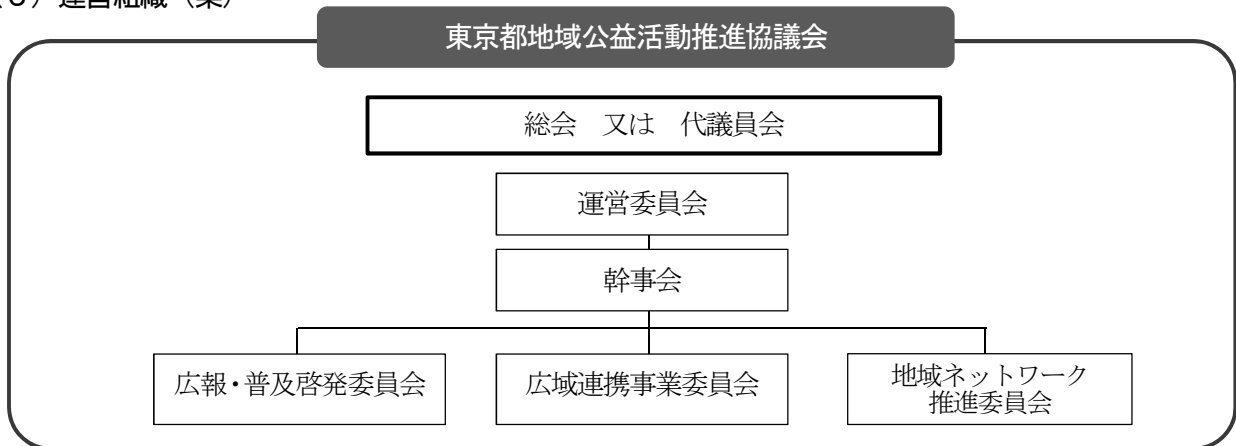 運営組織（案）
東京都地域公益活動推進協議会
総会　又は　代議員会
運営委員会
幹事会
広報・普及啓発委員会
広域連携事業委員会
地域ネットワーク
推進委員会